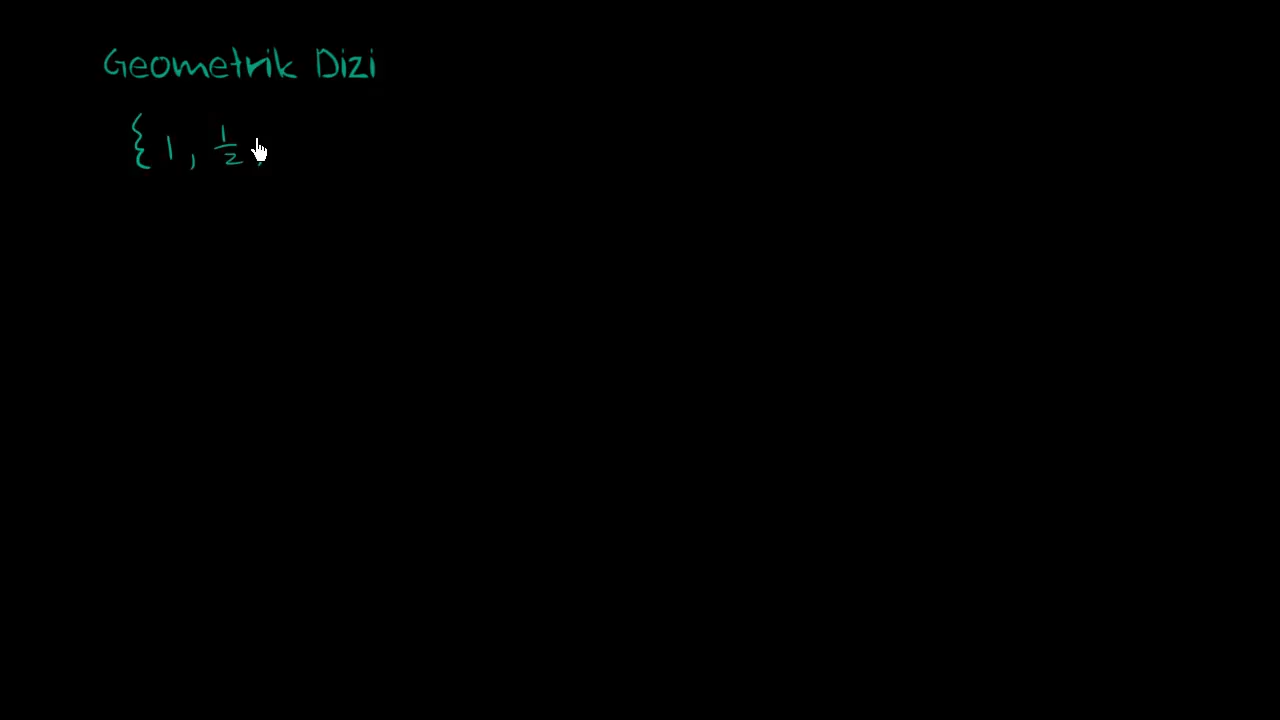 Geometrik Dizi
{ 1, 1/2,